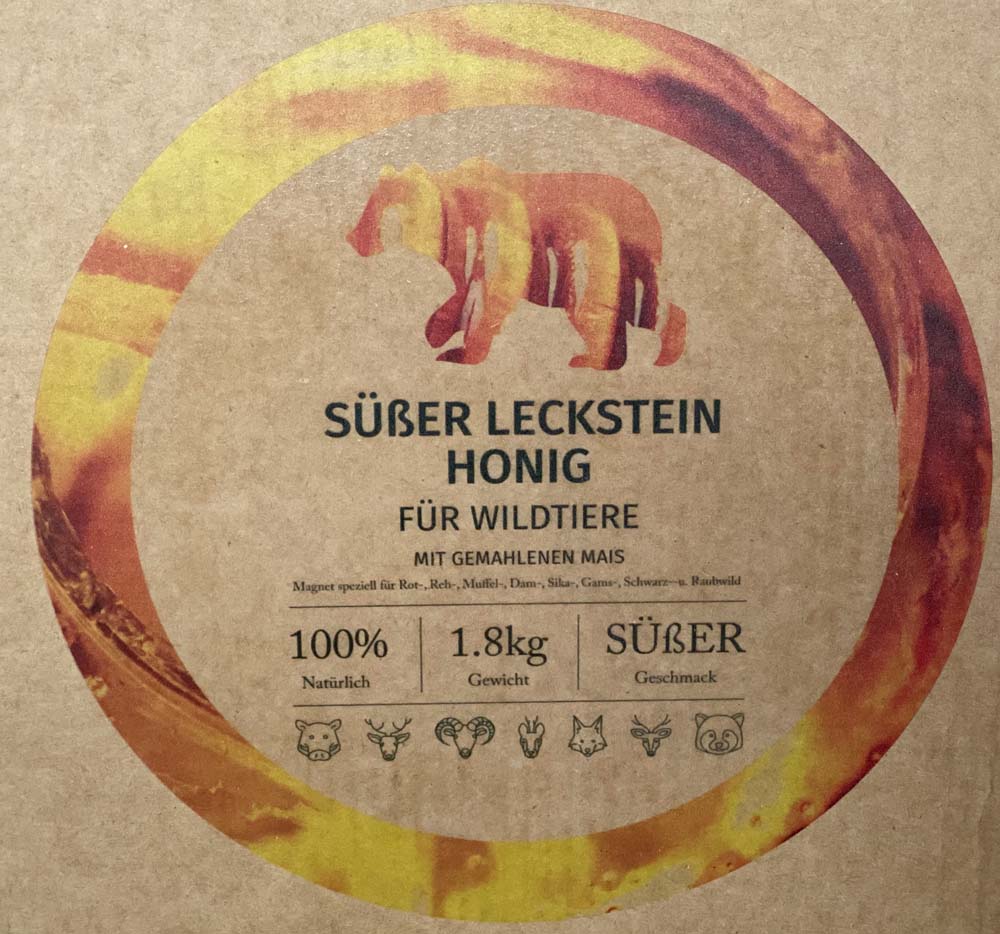 SÜßER LECKSTEIN
HONIG
FÜR WILDTIERE
MIT GEMAHLENEN MAIS
Magnet speziell für Rot-, Reh-, Muffel-, Dam-, Sika-, Gams-, Schwarz- u. Raubwild
100% 1.8kg SÜßER
Natürlich Gewicht Geschmack